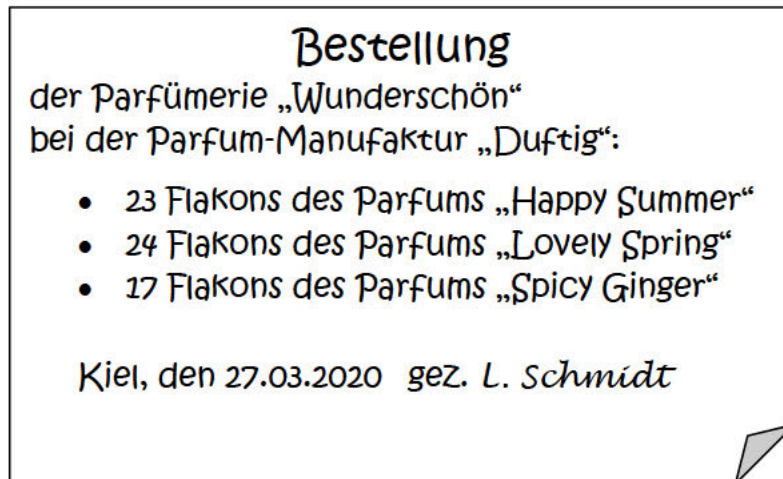 Bestellung
der Parfümerie „Wunderschön“
bei der Parfum-Manufaktur „Duftig“:
• 23 Flakons des Parfums „Happy Summer“
• 24 Flakons des Parfums „Lovely Spring“
• 17 Flakons des Parfums „Spicy Ginger“
Kiel, den 27.03.2020 gez. L. Schmidt